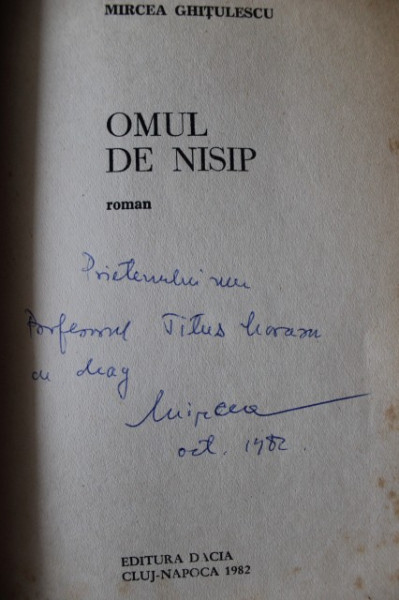 MIRCEA GHIȚULESCU
OMUL
DE NISIP
roman
Prietenului meu
Profesorul Titus Moraru
cu drag
Mircea
oct. 1982
EDITURA DACIA
CLUJ-NAPOCA 1982